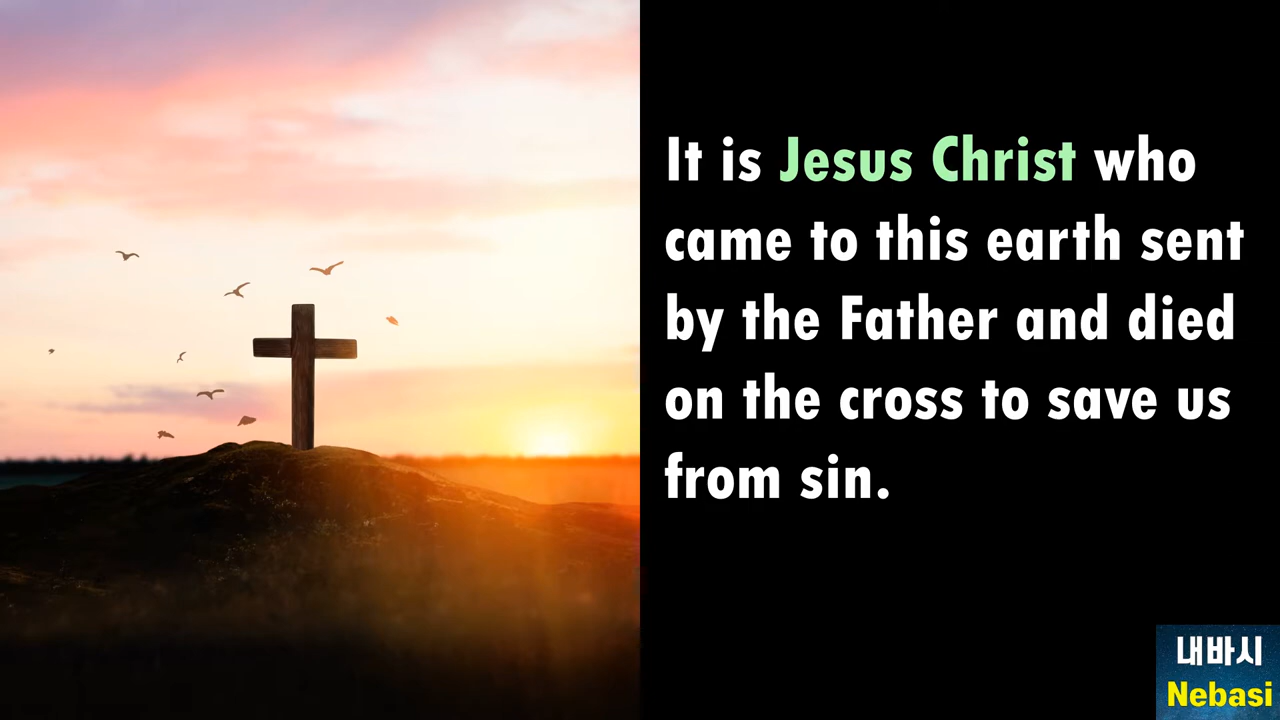 It is Jesus Christ who
came to this earth sent
by the Father and died
on the cross to save us
from sin.
내바시
Nebasi